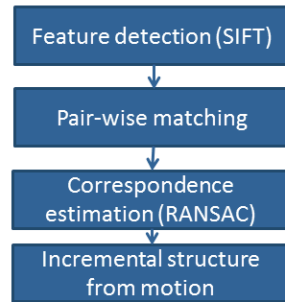 Feature detection (SIFT)
Pair-wise matching
Correspondence
estimation (RANSAC)
Incremental structure
from motion